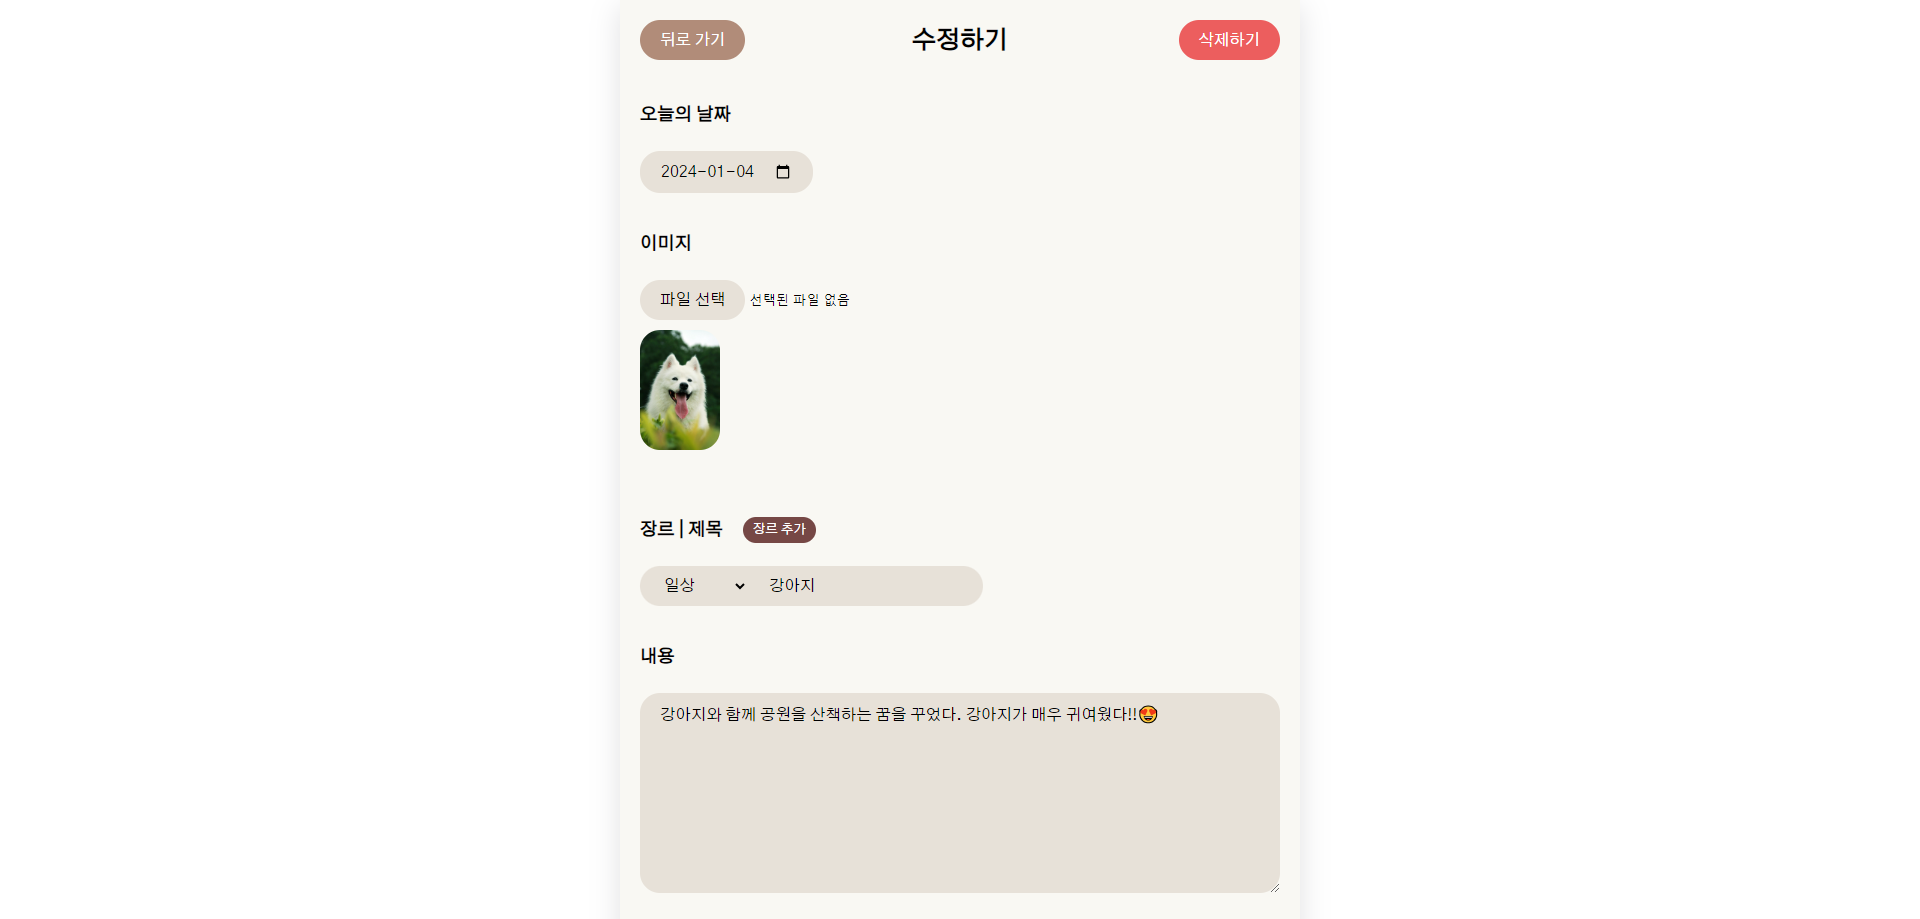 뒤로 가기 수정하기 삭제하기
오늘의 날짜
2024-01-04
이미지
파일 선택 선택된 파일 없음
장르 | 제목 장르 추가
일상 강아지
내용
강아지와 함께 공원을 산책하는 꿈을 꾸었다. 강아지가 매우 귀여웠다!!😍